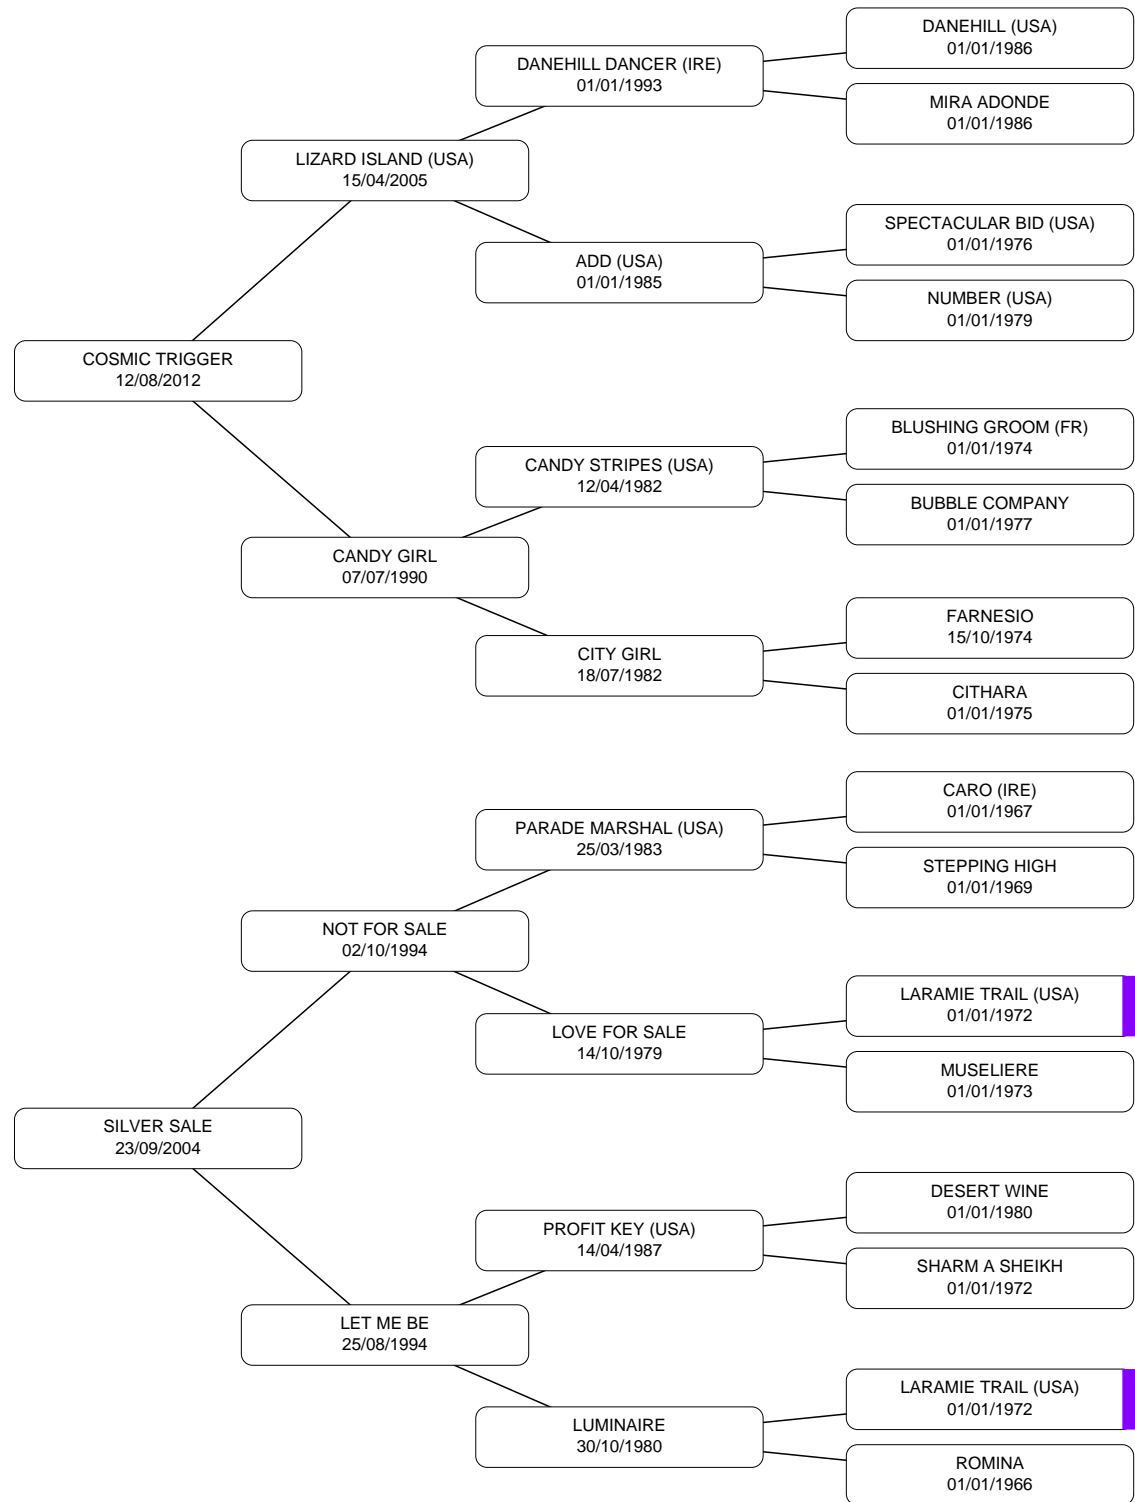 DANEHILL (USA)
01/01/1986
DANEHILL DANCER (IRE)
01/01/1993
MIRA ADONDE
01/01/1986
LIZARD ISLAND (USA)
15/04/2005
SPECTACULAR BID (USA)
01/01/1976
ADD (USA)
01/01/1985
NUMBER (USA)
01/01/1979
COSMIC TRIGGER
12/08/2012
BLUSHING GROOM (FR)
01/01/1974
CANDY STRIPES (USA)
12/04/1982
BUBBLE COMPANY
01/01/1977
CANDY GIRL
07/07/1990
FARNESIO
15/10/1974
CITY GIRL
18/07/1982
CITHARA
01/01/1975
CARO (IRE)
01/01/1967
PARADE MARSHAL (USA)
25/03/1983
STEPPING HIGH
01/01/1969
NOT FOR SALE
02/10/1994
LARAMIE TRAIL (USA)
01/01/1972
LOVE FOR SALE
14/10/1979
MUSELIERE
01/01/1973
SILVER SALE
23/09/2004
DESERT WINE
01/01/1980
PROFIT KEY (USA)
14/04/1987
SHARM A SHEIKH
01/01/1972
LET ME BE
25/08/1994
LARAMIE TRAIL (USA)
01/01/1972
LUMINAIRE
30/10/1980
ROMINA
01/01/1966